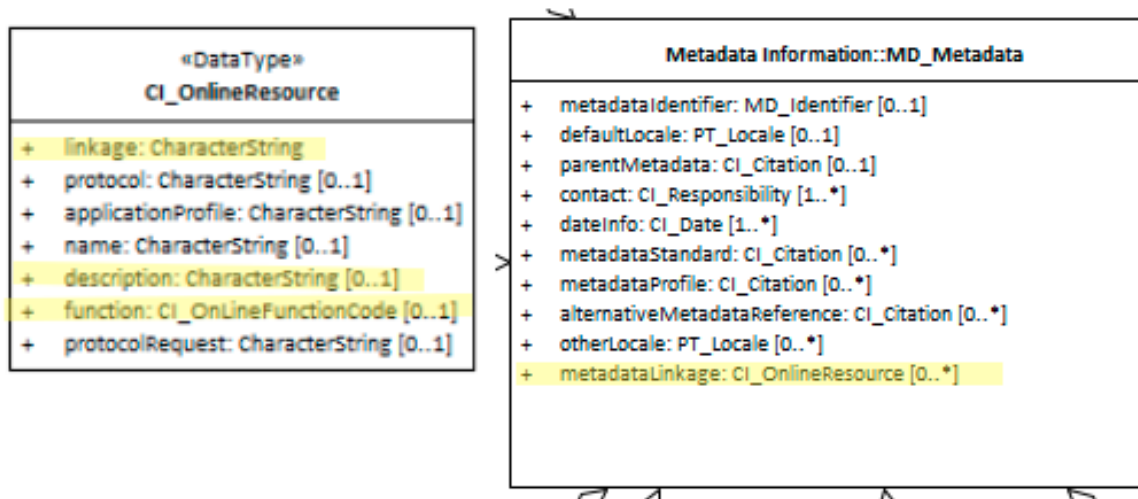 «DataType»
CI_OnlineResource
+ linkage: CharacterString
+ protocol: CharacterString [0..1]
+ applicationProfile: CharacterString [0..1]
+ name: CharacterString [0..1]
+ description: CharacterString [0..1]
+ function: CI_OnLineFunctionCode [0..1]
+ protocolRequest: CharacterString [0..1]
Metadata Information::MD_Metadata
+ metadataIdentifier: MD_Identifier [0..1]
+ defaultLocale: PT_Locale [0..1]
+ parentMetadata: CI_Citation [0..1]
+ contact: CI_Responsibility [1..*]
+ dateInfo: CI_Date [1..*]
+ metadataStandard: CI_Citation [0..*]
+ metadataProfile: CI_Citation [0..*]
+ alternativeMetadataReference: CI_Citation [0..*]
+ otherLocale: PT_Locale [0..*]
+ metadataLinkage: CI_OnlineResource [0..*]